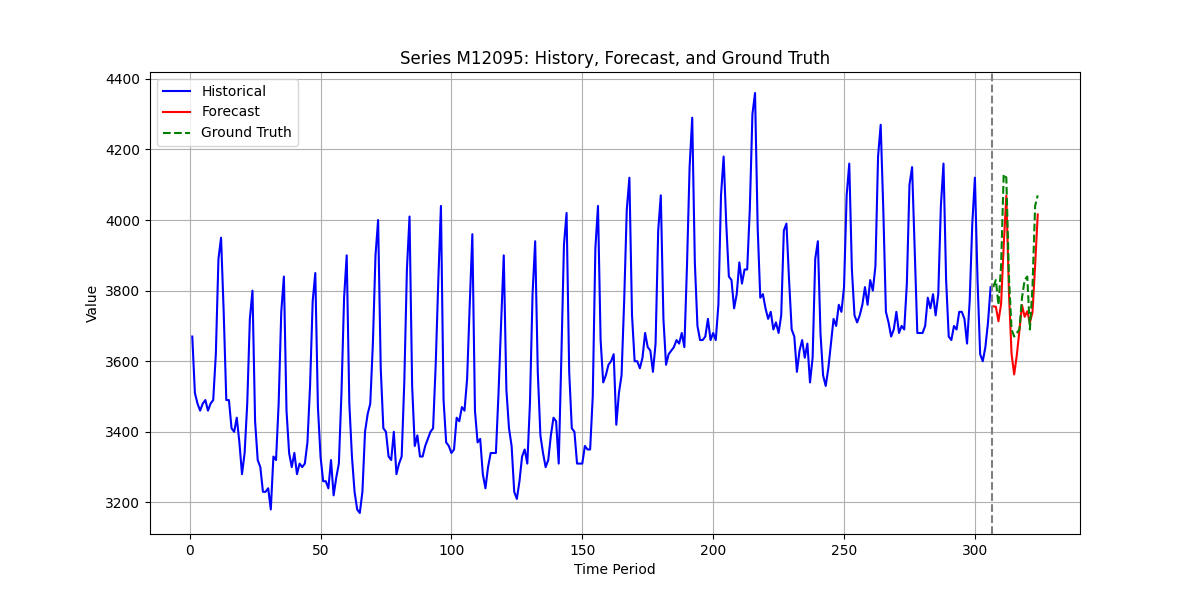 Series M12095: History, Forecast, and Ground Truth
Historical
Forecast
Ground Truth
4400
4200
4000
3800
3600
3400
3200
Value
0 50 100 150 200 250 300
Time Period